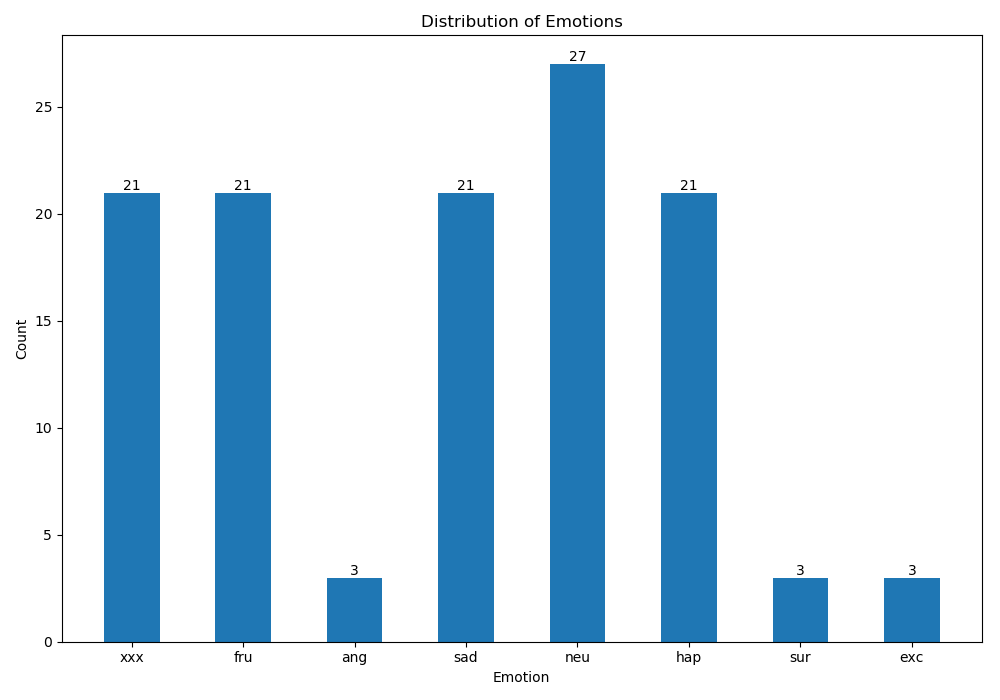 Distribution of Emotions
27
25
21 21 21 21
20
15
Count
10
5
3 3 3
0
xxx fru ang sad neu hap sur exc
Emotion